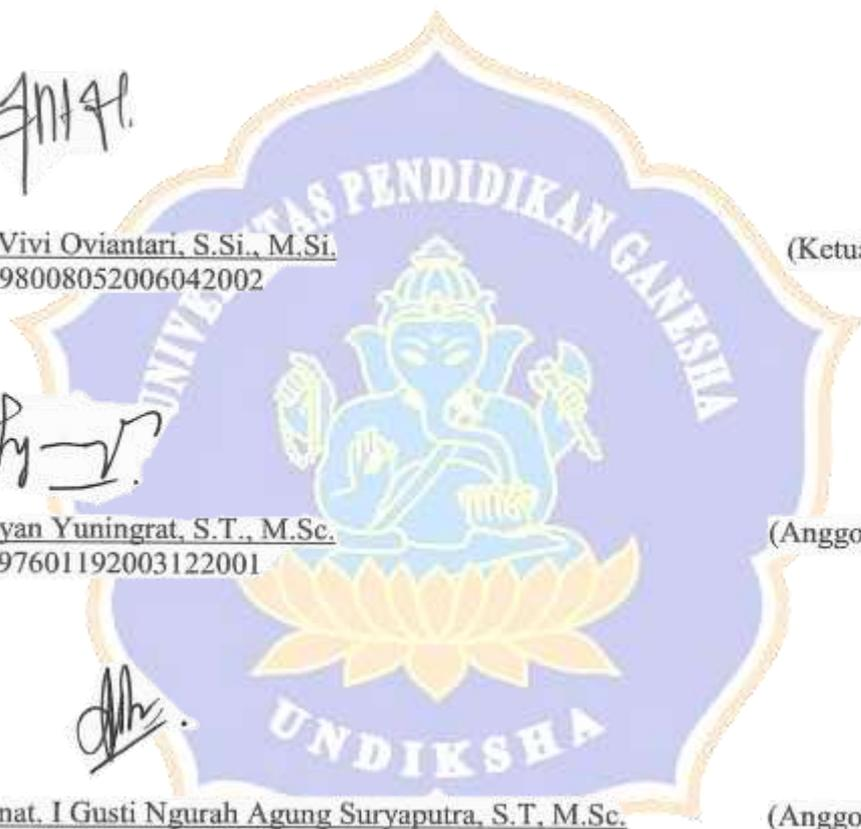 UNIVERSITAS PENDIDIKAN GANESHA
Vivi Oviantari, S.Si., M.Si.
98008052006042002
(Ketua
yan Yuningrat, S.T., M.Sc.
97601192003122001
(Anggo
UNDIKSHA
nat. I Gusti Ngurah Agung Suryaputra, S.T, M.Sc.
(Anggo